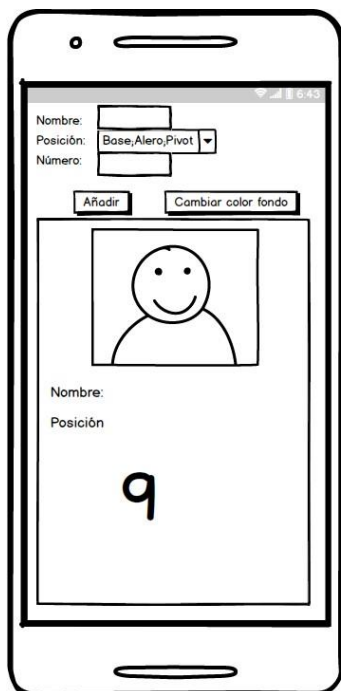 6:43
Nombre:
Posición: Base;Alero;Pivot
Número:
Añadir Cambiar color fondo
Nombre:
Posición
9